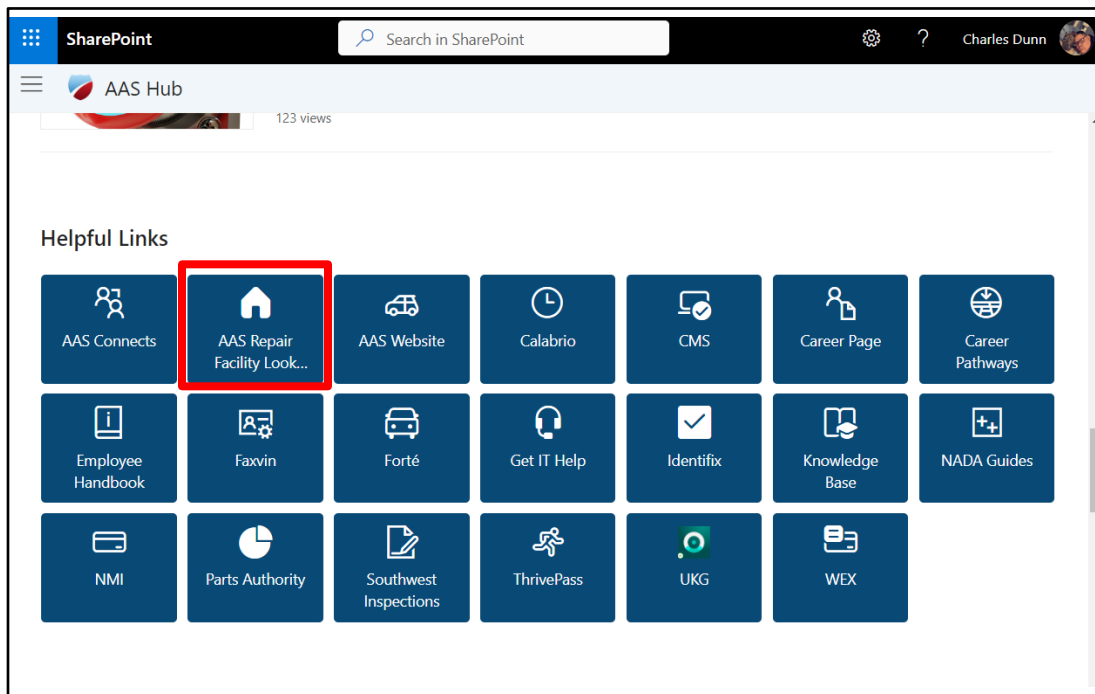 SharePoint
Search in SharePoint
?
Charles Dunn
AAS Hub
123 views
Helpful Links
AAS Connects
AAS Repair
Facility Look...
AAS Website
Calabrio
CMS
Career Page
Career
Pathways
Employee
Handbook
Faxvin
Forté
Get IT Help
Identifix
Knowledge
Base
NADA Guides
NMI
Parts Authority
Southwest
Inspections
ThrivePass
UKG
WEX